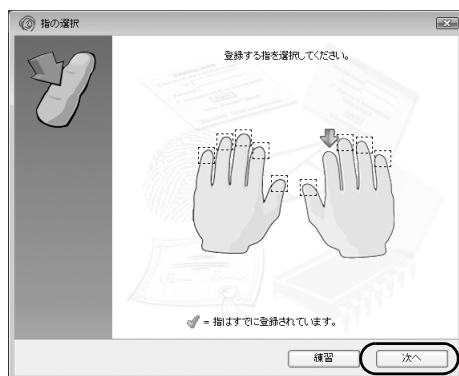 指の選択
登録する指を選択してください。
= 指はすでに登録されています。
練習
次へ